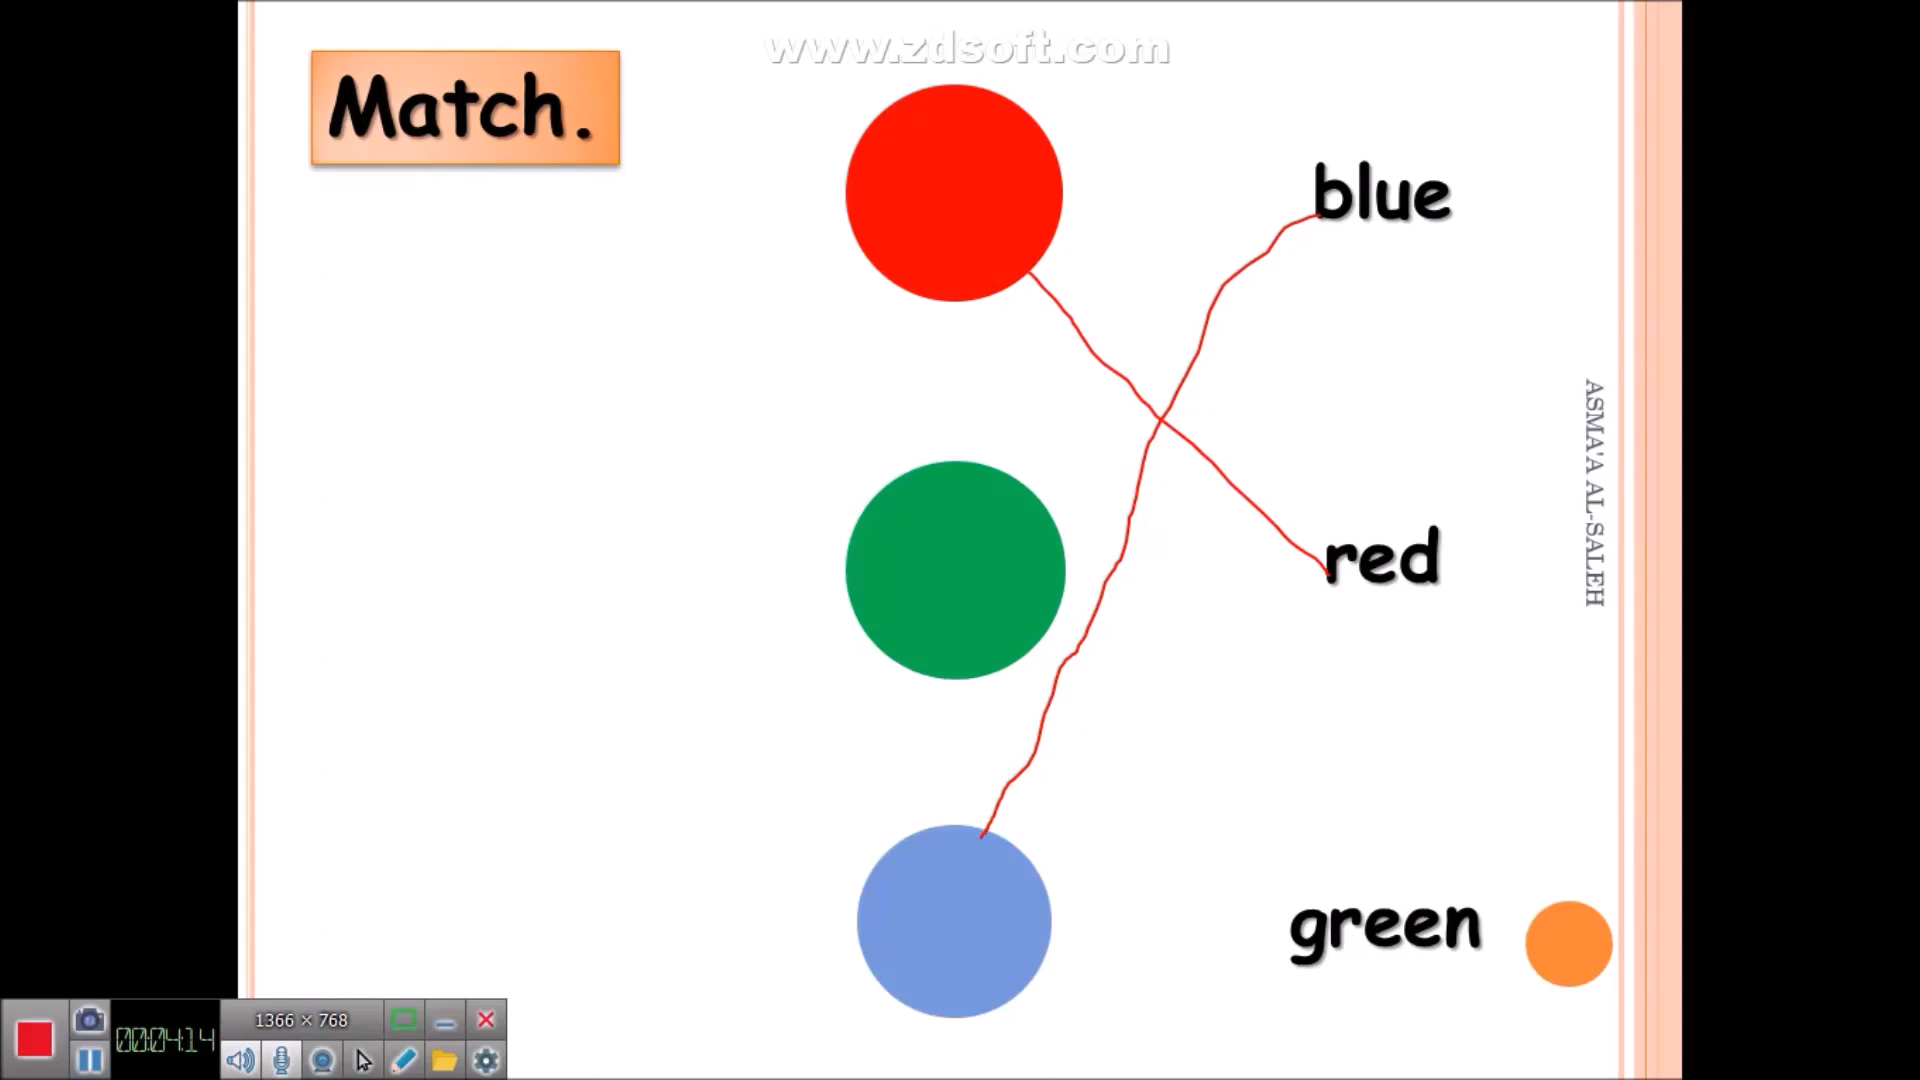 www.zdsoft.com
Match.
blue
red
ASMA'A AL-SALEH
green
1366 × 768
00:04:14